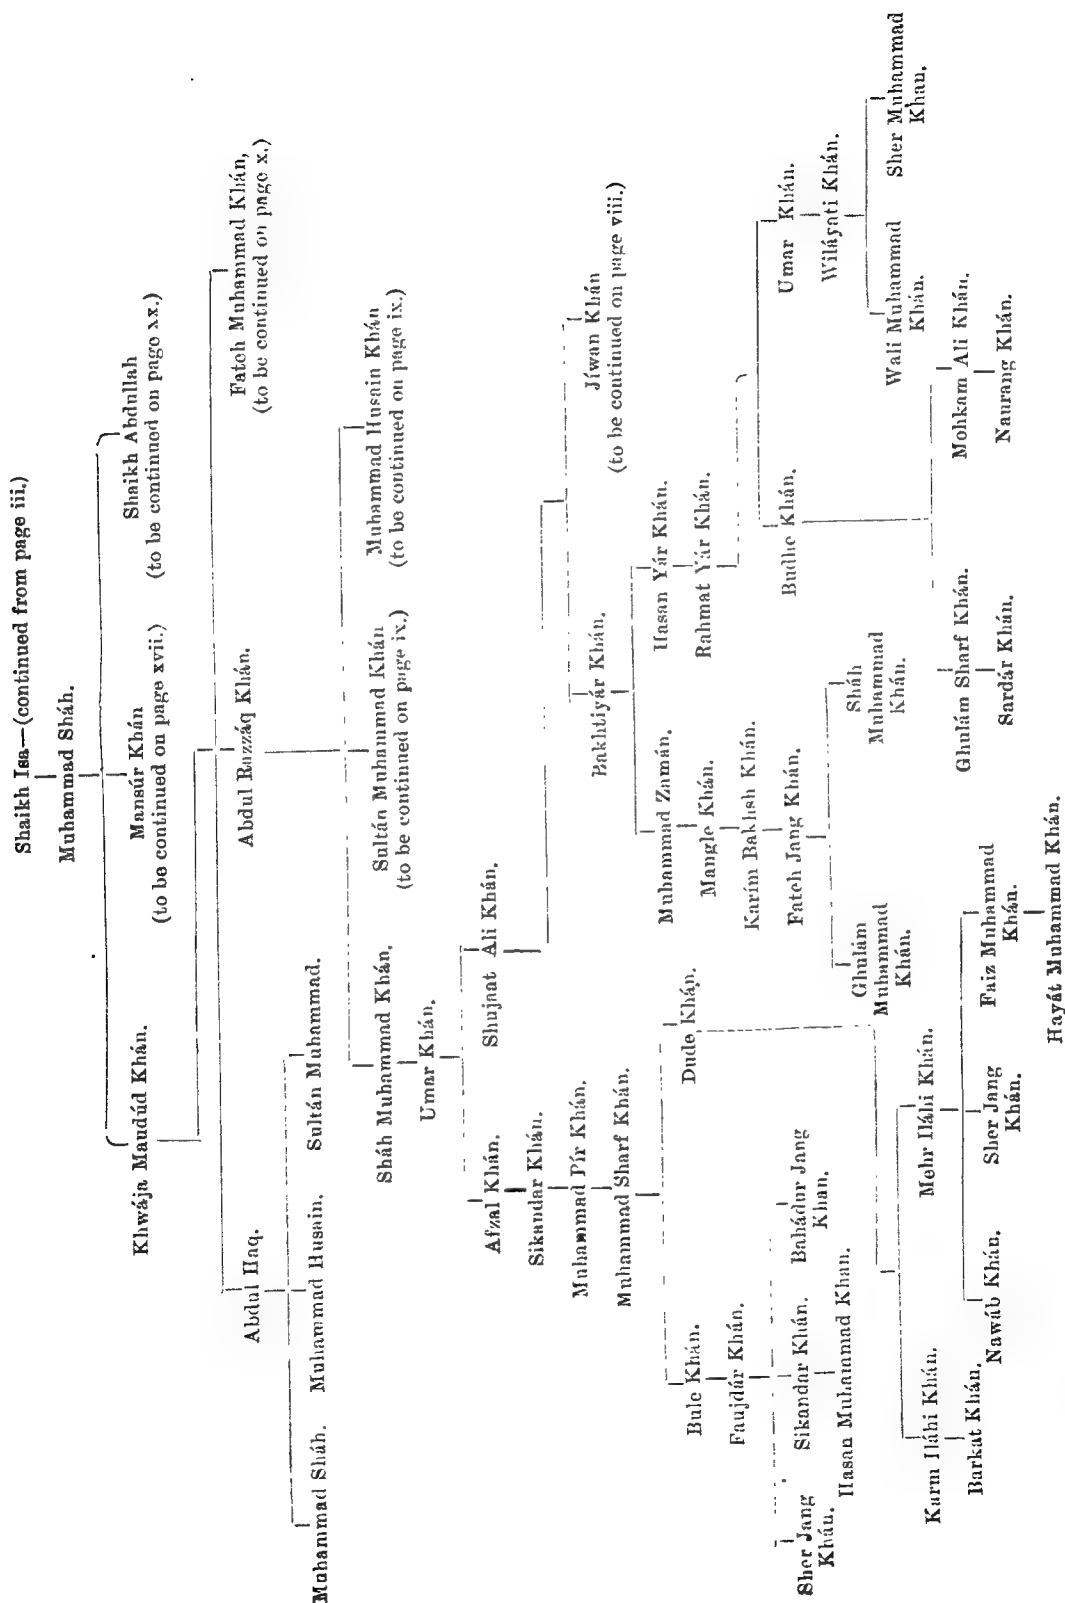 Shaikh Isa—(continued from page iii.)
Muhammad Sháh.
Khwája Maudúd Khán.
Mansúr Khán
(to be continued on page xvii.)
Shaikh Abdullah
(to be continued on page xx.)
Abdul Haq.
Abdul Razzáq Khán.
Fateh Muhammad Khán,
(to be continued on page x.)
Muhammad Sháh.
Muhammad Husain.
Sultán Muhammad.
Sháh Muhammad Khán.
Sultán Muhammad Khán
(to be continued on page ix.)
Muhammad Husain Khán
(to be continued on page ix.)
Umar Khán.
Afzal Khán.
Shujaat Ali Khán.
Sikandar Khán.
Muhammad Pír Khán.
Muhammad Sharf Khán.
Bakhtiyár Khán.
Jíwan Khán
(to be continued on page viii.)
Bule Khán.
Dude Khán.
Muhammad Zamán.
Hasan Yár Khán.
Faujdár Khán.
Mangle Khán.
Rahmat Yár Khán.
Karím Bakhsh Khán.
Fateh Jang Khán.
Budhe Khán.
Umar Khán.
Wiláyati Khán.
Sher Jang
Khán.
Sikandar Khán.
Bahádur Jang
Khan.
Hasan Muhammad Khan.
Ghulám
Muhammad
Khán.
Sháh
Muhammad
Khán.
Wali Muhammad
Khán.
Sher Muhammad
Khan.
Karm Iláhi Khán.
Mehr Iláhi Khán.
Ghulám Sharf Khán.
Mohkam Ali Khán.
Barkat Khán.
Nawáb Khán.
Sher Jang
Khán.
Faiz Muhammad
Khán.
Sardár Khán.
Naurang Khán.
Hayát Muhammad Khán.